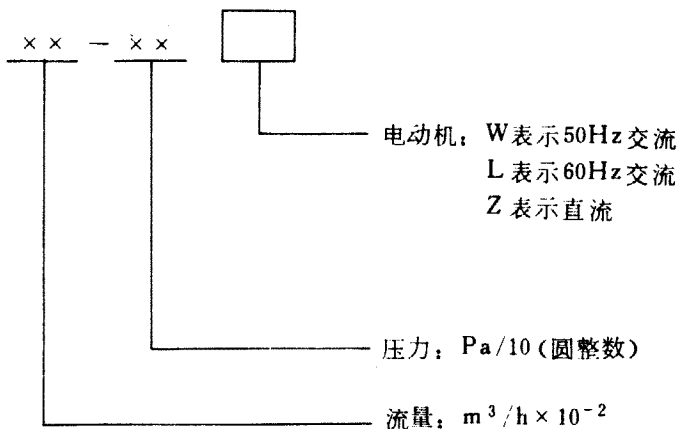 ×× - ××
电动机：W表示50Hz交流
L表示60Hz交流
Z表示直流
压力：Pa/10(圆整数)
流量：m³/h×10⁻²